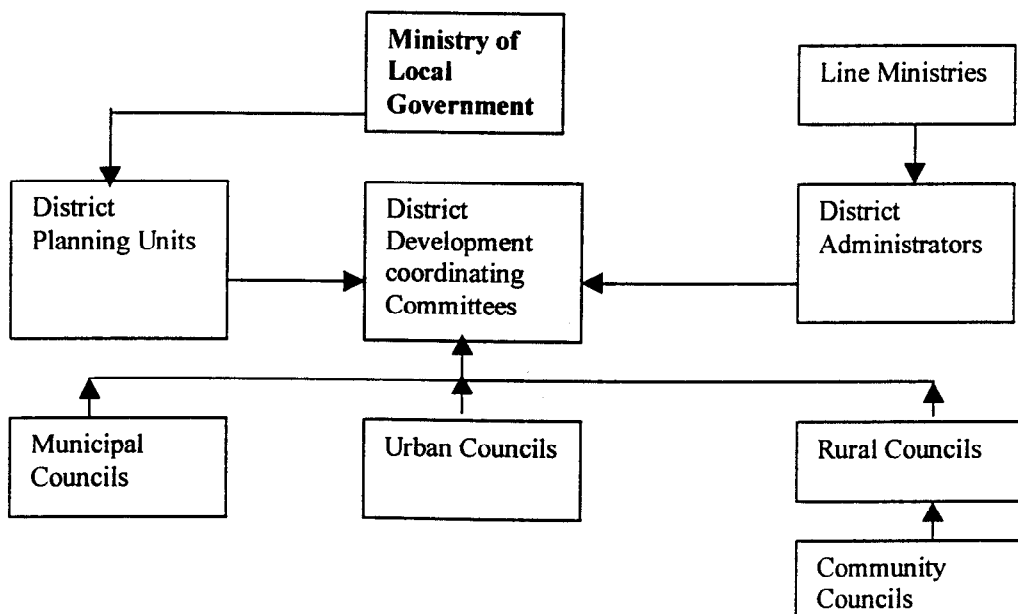 Ministry of
Local
Government
Line Ministries
District
Planning Units
District
Development
coordinating
Committees
District
Administrators
Municipal
Councils
Urban Councils
Rural Councils
Community
Councils